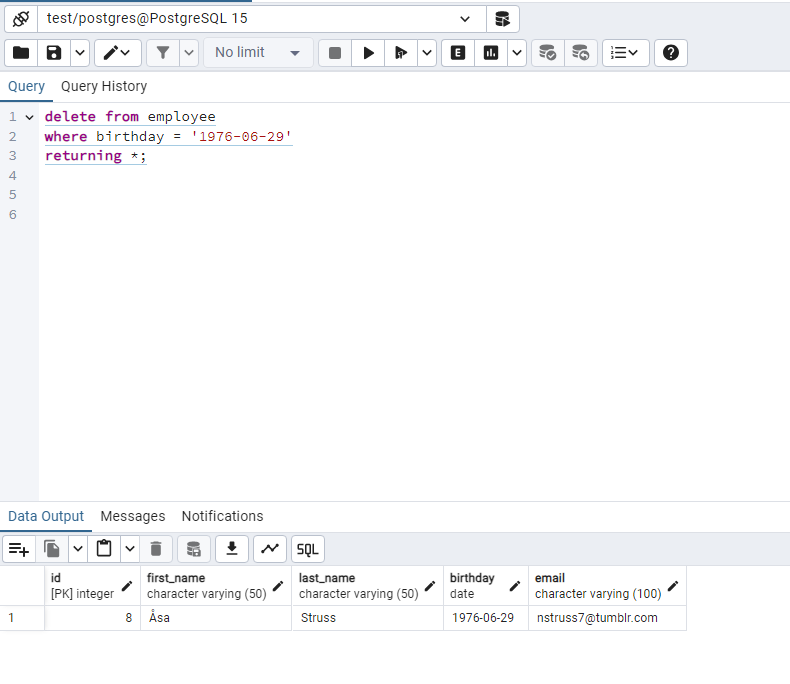 test/postgres@PostgreSQL 15
No limit
E
Query Query History
1 delete from employee
2 where birthday = '1976-06-29'
3 returning *;
4
5
6
Data Output Messages Notifications
SQL
id first_name last_name birthday email
[PK] integer character varying (50) character varying (50) date character varying (100)
1 8 Åsa Struss 1976-06-29 nstruss7@tumblr.com